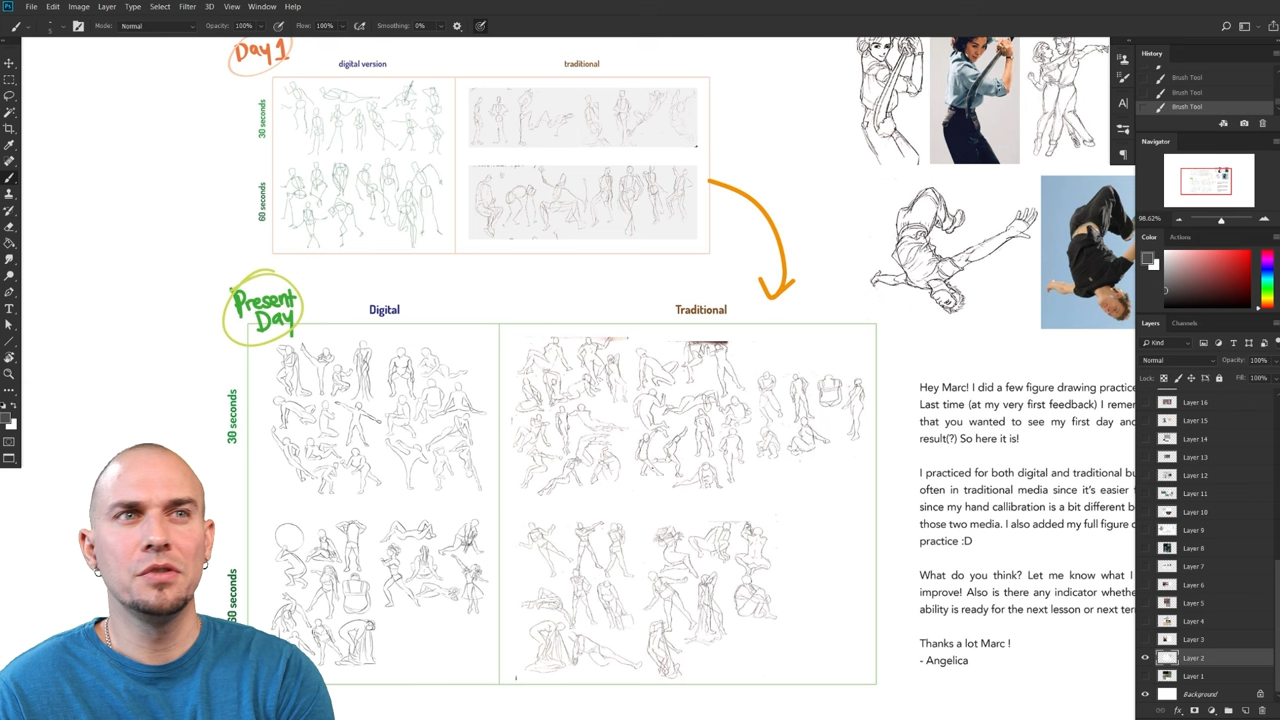 File Edit Image Layer Type Select Filter 3D View Window Help
Mode: Normal Opacity: 100% Flow: 100% Smoothing: 0%
Day 1
digital version traditional
30 seconds
60 seconds
Present
Day
Digital Traditional
30 seconds
60 seconds
Hey Marc! I did a few figure drawing practice
Last time (at my very first feedback) I
that you wanted to see my first day and
result(?) So here it is!
I practiced for both digital and traditional
often in traditional media since it's easier
since my hand callibration is a bit different
those two media. I also added my full figure
practice :D
What do you think? Let me know what I
improve! Also is there any indicator
ability is ready for the next lesson or next
Thanks a lot Marc !
- Angelica
History
Brush Tool
Brush Tool
Brush Tool
Navigator
98.62%
Color Actions
Layers Channels
Kind
Normal Opacity: 100%
Lock: Fill: 100%
Layer 16
Layer 15
Layer 14
Layer 13
Layer 12
Layer 11
Layer 10
Layer 9
Layer 8
Layer 7
Layer 6
Layer 5
Layer 4
Layer 3
Layer 2
Layer 1
Background